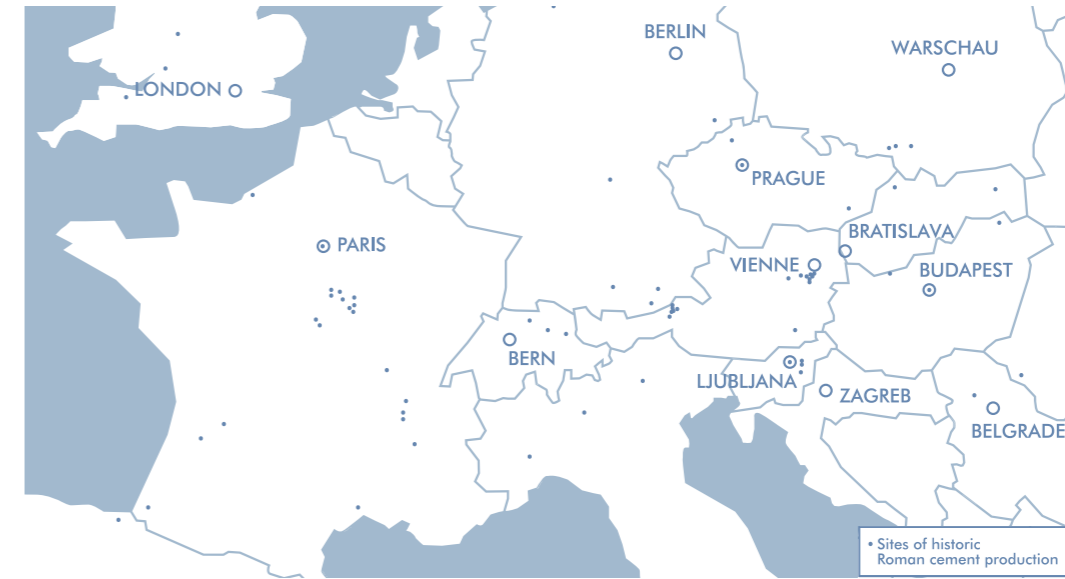 BERLIN
WARSCHAU
LONDON
PRAGUE
BRATISLAVA
PARIS
VIENNE
BUDAPEST
BERN
LJUBLJANA
ZAGREB
BELGRADE
• Sites of historic
Roman cement production